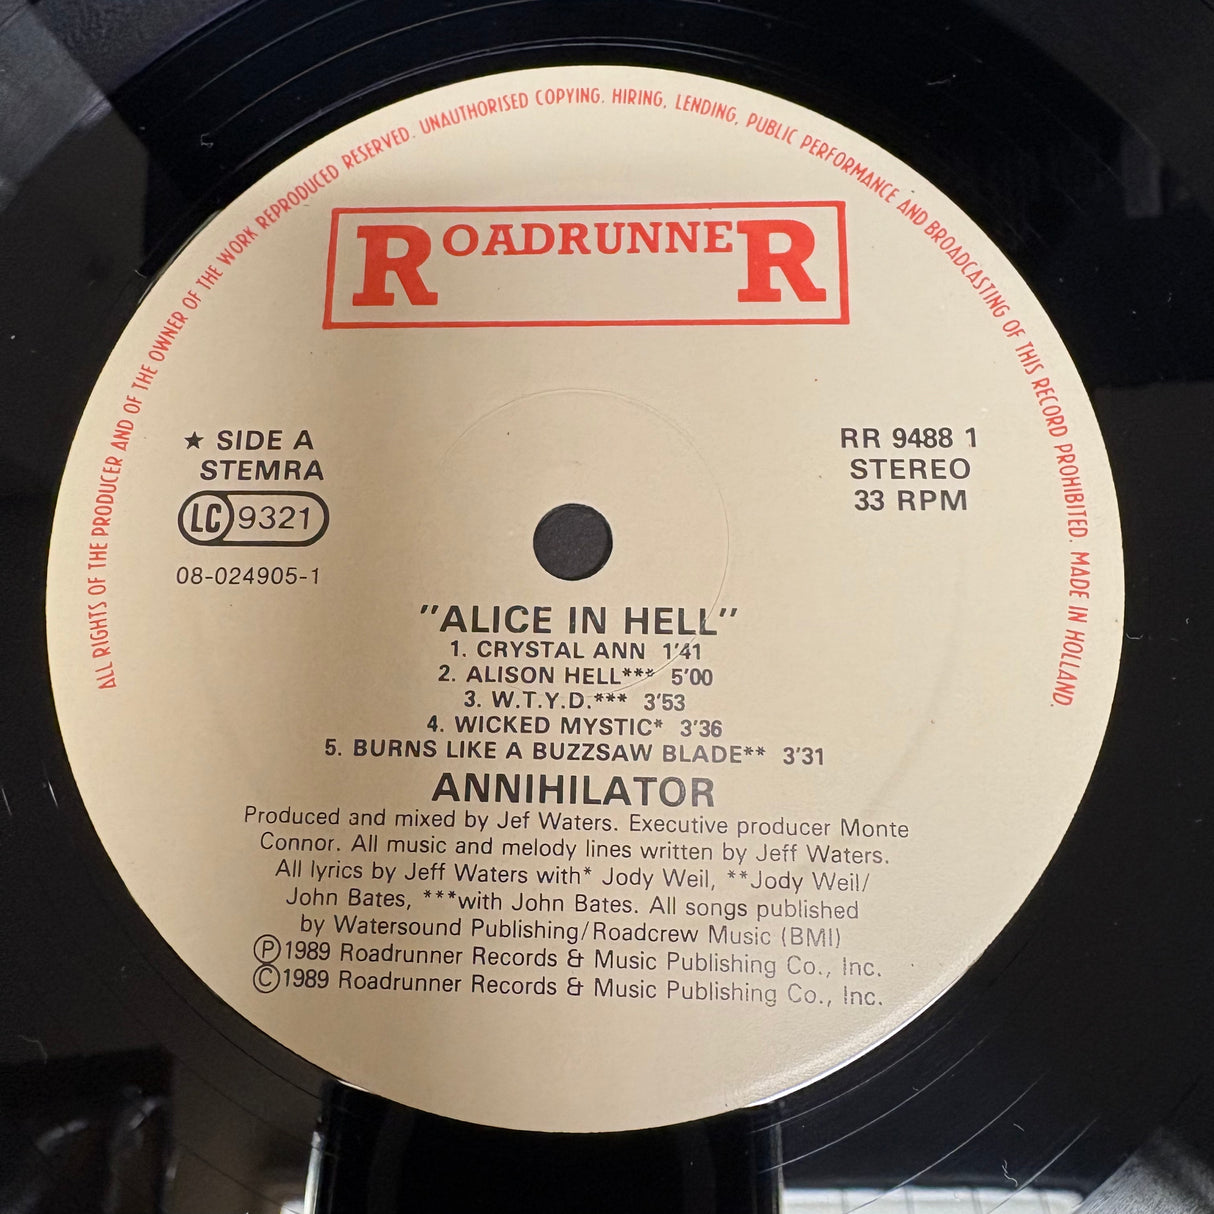 ALL RIGHTS OF THE PRODUCER AND OF THE OWNER OF THE WORK REPRODUCED RESERVED. UNAUTHORISED COPYING, HIRING, LENDING, PUBLIC PERFORMANCE AND BROADCASTING OF THIS RECORD PROHIBITED. MADE IN HOLLAND.
ROADRUNNER
★ SIDE A
STEMRA
LC 9321
08-024905-1
RR 9488 1
STEREO
33 RPM
"ALICE IN HELL"
1. CRYSTAL ANN 1'41
2. ALISON HELL*** 5'00
3. W.T.Y.D.*** 3'53
4. WICKED MYSTIC* 3'36
5. BURNS LIKE A BUZZSAW BLADE** 3'31
ANNIHILATOR
Produced and mixed by Jef Waters. Executive producer Monte
Connor. All music and melody lines written by Jeff Waters.
All lyrics by Jeff Waters with* Jody Weil, **Jody Weil/
John Bates, ***with John Bates. All songs published
by Watersound Publishing/Roadcrew Music (BMI)
Ⓟ1989 Roadrunner Records & Music Publishing Co., Inc.
©1989 Roadrunner Records & Music Publishing Co., Inc.